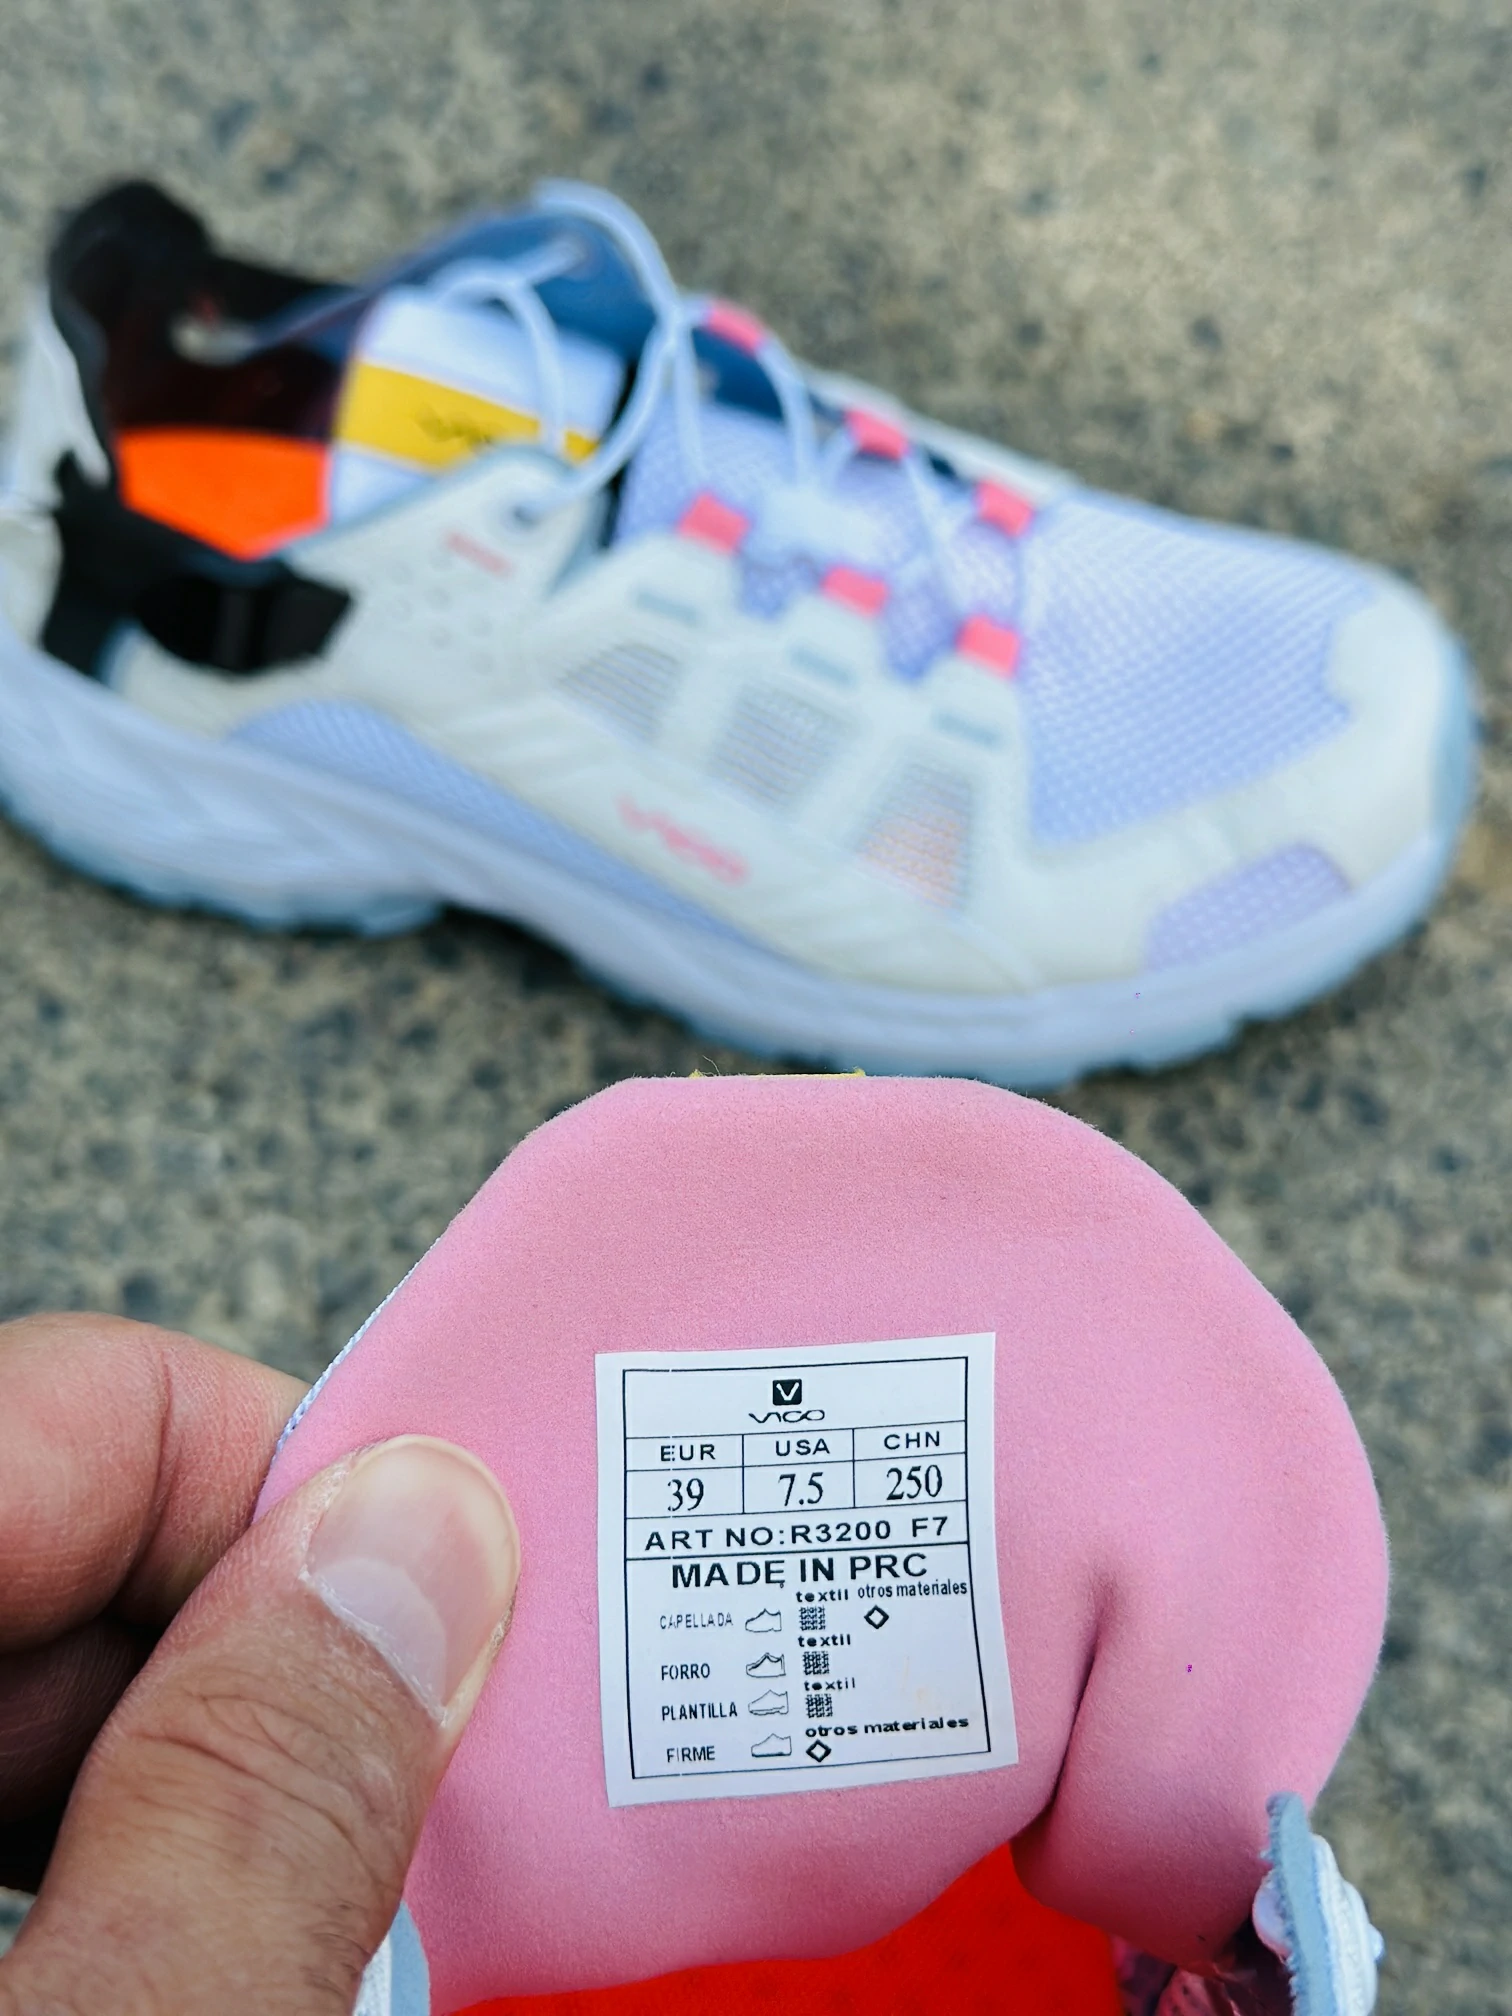 VICO
V
VICO
EUR USA CHN
39 7.5 250
ART NO:R3200 F7
MADE IN PRC
textil otros materiales
CAPELLADA
textil
FORRO
textil
PLANTILLA
otros materiales
FIRME